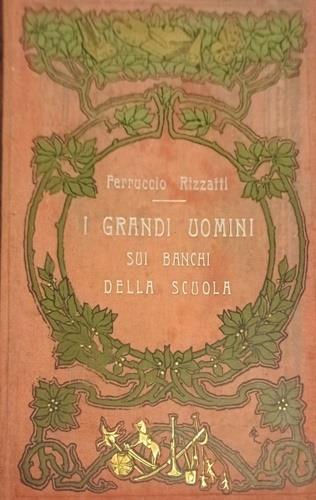 Ferruccio Rizzatti
I GRANDI UOMINI
SUI BANCHI
DELLA SCUOLA